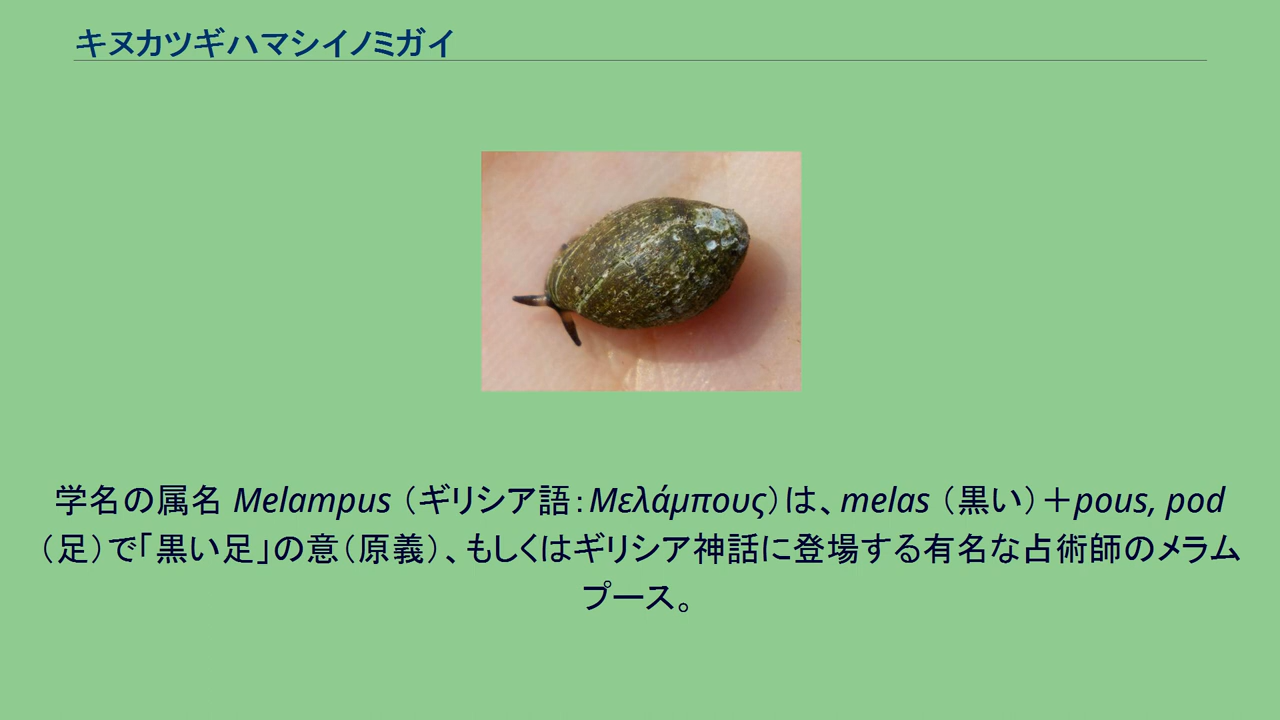 キヌカツギハマシイノミガイ
学名の属名 Melampus （ギリシア語：Μελάμπους）は、melas （黒い）＋pous, pod
（足）で「黒い足」の意（原義）、もしくはギリシア神話に登場する有名な占術師のメラム
プース。